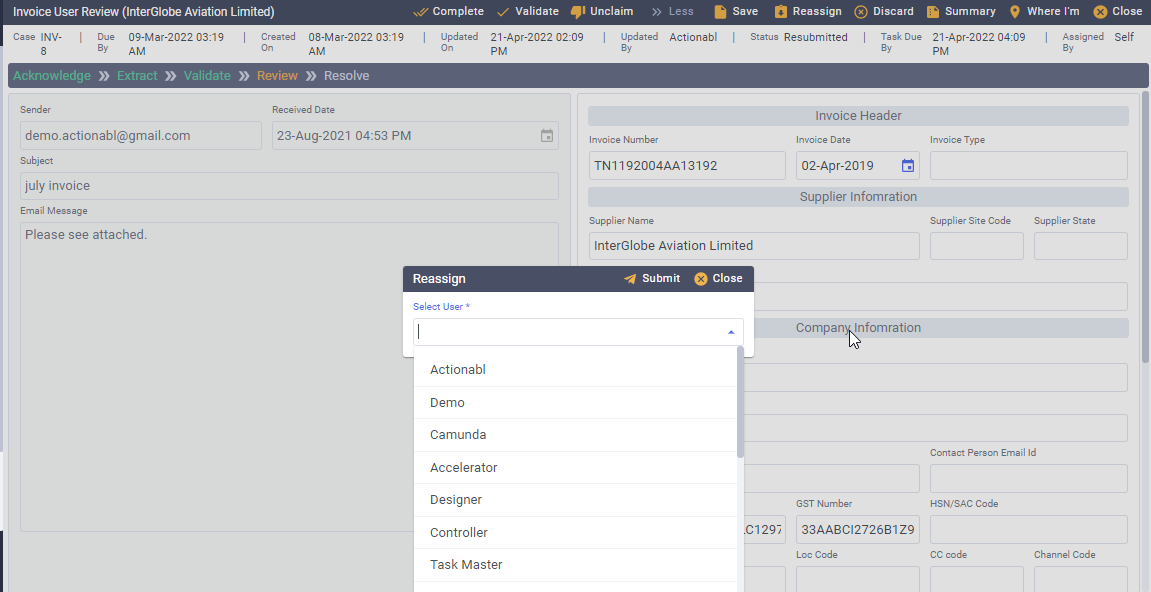 Invoice User Review (InterGlobe Aviation Limited)
Complete Validate Unclaim Less Save Reassign Discard Summary Where I'm Close
Case INV-8 | Due By 09-Mar-2022 03:19 AM | Created On 08-Mar-2022 03:19 AM | Updated On 21-Apr-2022 02:09 PM | Updated By Actionabl | Status Resubmitted | Task Due By 21-Apr-2022 04:09 PM | Assigned By Self
Acknowledge Extract Validate Review Resolve
Sender
Received Date
demo.actionabl@gmail.com
23-Aug-2021 04:53 PM
Subject
july invoice
Email Message
Please see attached.
Invoice Header
Invoice Number
Invoice Date
Invoice Type
TN1192004AA13192
02-Apr-2019
Supplier Infomration
Supplier Name
Supplier Site Code
Supplier State
InterGlobe Aviation Limited
Company Infomration
Contact Person Email Id
GST Number
HSN/SAC Code
33AABCI2726B1Z9
Loc Code
CC code
Channel Code
Reassign
Submit
Close
Select User *
Actionabl
Demo
Camunda
Accelerator
Designer
Controller
Task Master